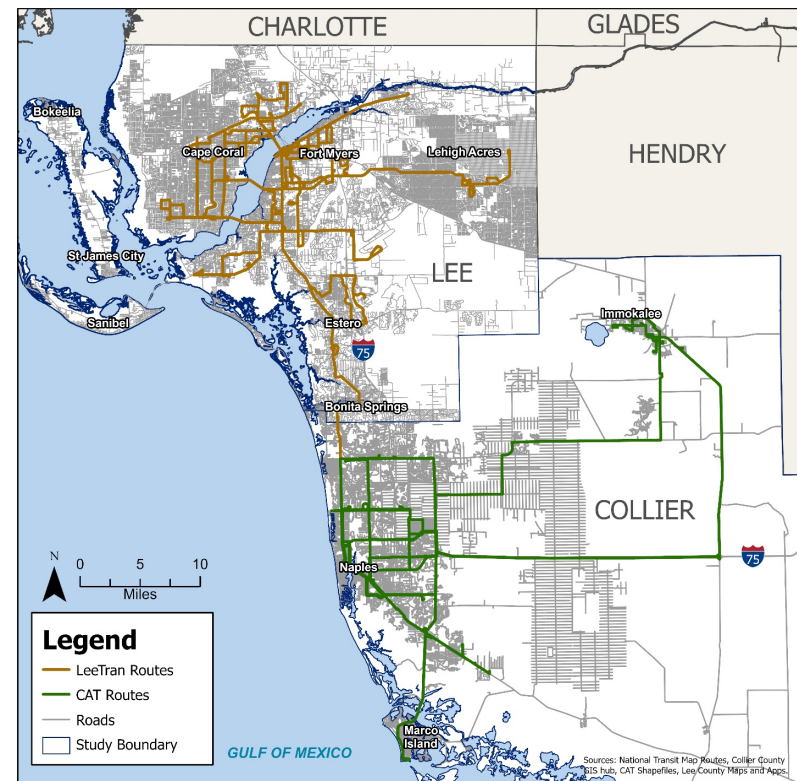 CHARLOTTE
GLADES
Bokeelia
Cape Coral
Fort Myers
Lehigh Acres
HENDRY
St James City
LEE
Sanibel
Estero
Immokalee
75
Bonita Springs
COLLIER
N
0 5 10
Miles
75
Naples
Legend
LeeTran Routes
CAT Routes
Roads
Study Boundary
GULF OF MEXICO
Marco
Island
Sources: National Transit Map Routes, Collier County
GIS hub, CAT Shapefiles, Lee County Maps and Apps.